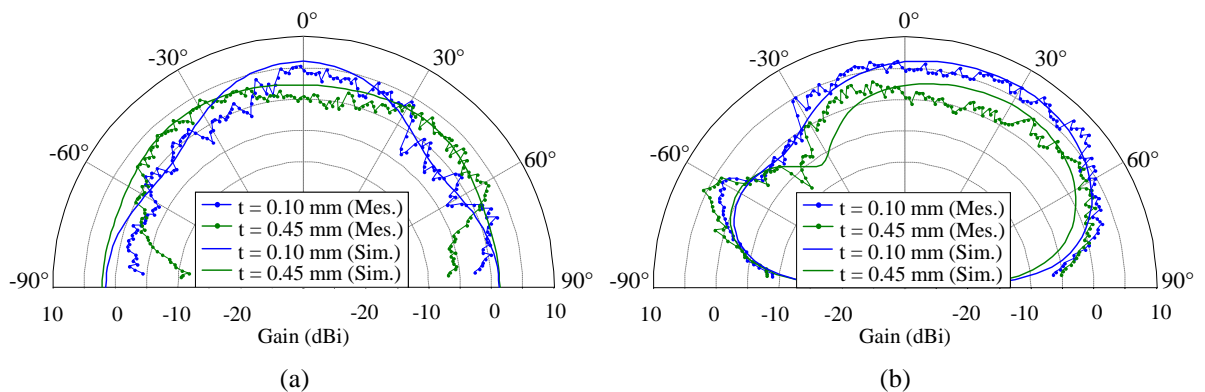 0°
-30°
30°
-60°
60°
t = 0.10 mm (Mes.)
t = 0.45 mm (Mes.)
t = 0.10 mm (Sim.)
t = 0.45 mm (Sim.)
-90°
90°
10 0 -10 -20 -20 -10 0 10
Gain (dBi)
(a)
0°
-30°
30°
-60°
60°
t = 0.10 mm (Mes.)
t = 0.45 mm (Mes.)
t = 0.10 mm (Sim.)
t = 0.45 mm (Sim.)
-90°
90°
10 0 -10 -20 -20 -10 0 10
Gain (dBi)
(b)